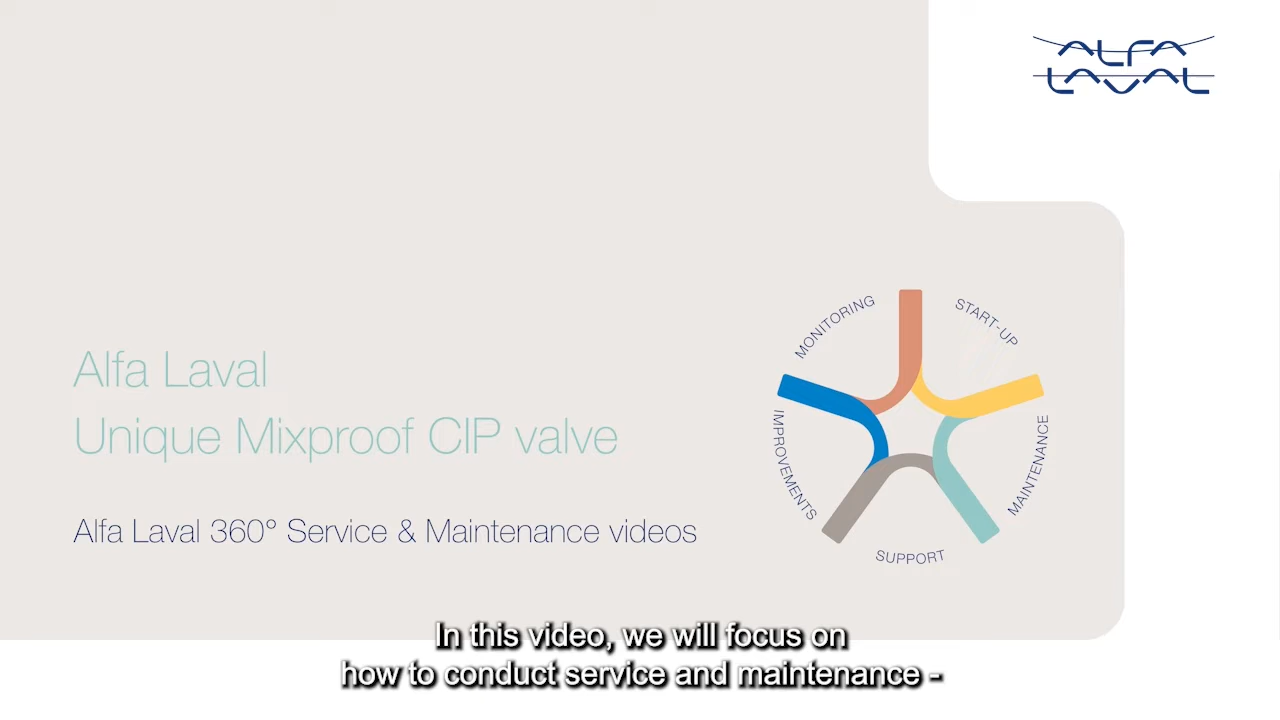 ALFA
LAVAL
MONITORING
START-UP
Alfa Laval
Unique Mixproof CIP valve
IMPROVEMENTS
MAINTENANCE
Alfa Laval 360° Service & Maintenance videos
SUPPORT
In this video, we will focus on
how to conduct service and maintenance -